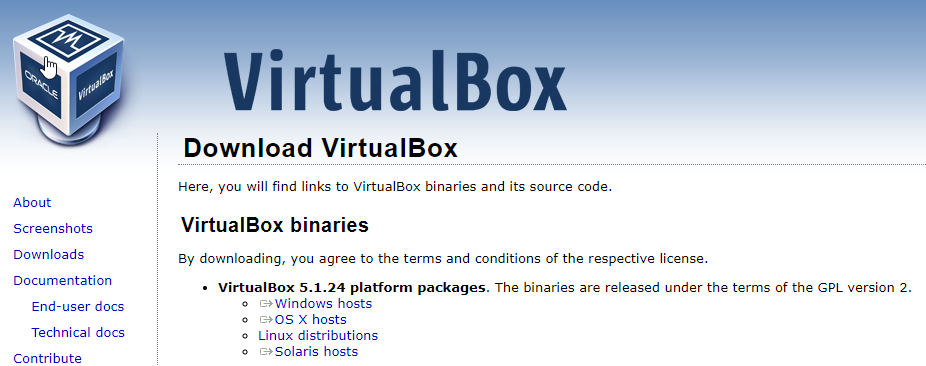 ORACLE
VirtualBox
VirtualBox
Download VirtualBox
Here, you will find links to VirtualBox binaries and its source code.
VirtualBox binaries
By downloading, you agree to the terms and conditions of the respective license.
VirtualBox 5.1.24 platform packages. The binaries are released under the terms of the GPL version 2.
Windows hosts
OS X hosts
Linux distributions
Solaris hosts
About
Screenshots
Downloads
Documentation
End-user docs
Technical docs
Contribute